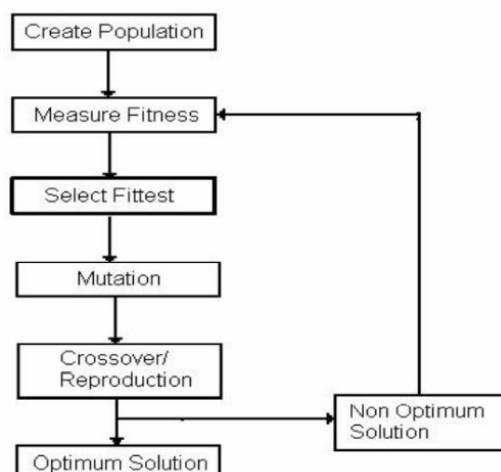 Create Population
Measure Fitness
Select Fittest
Mutation
Crossover/
Reproduction
Non Optimum
Solution
Optimum Solution